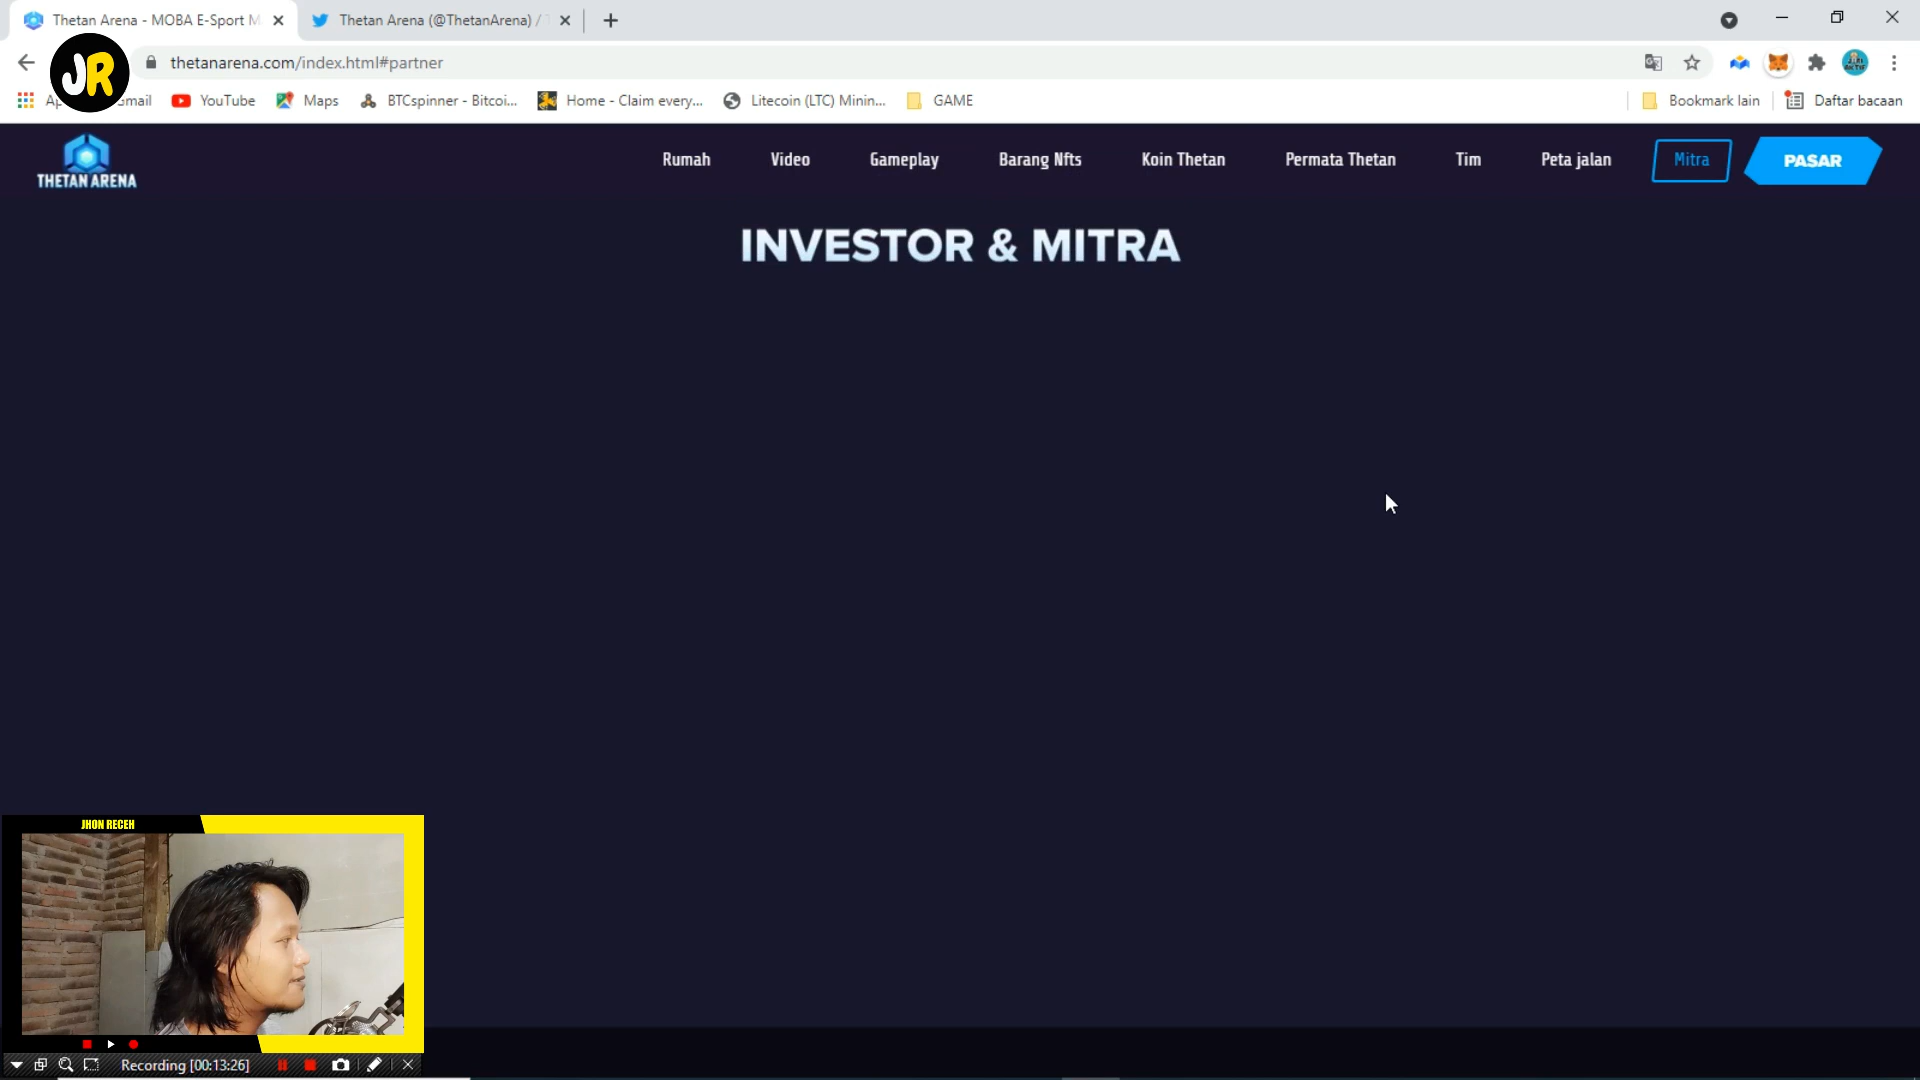 Thetan Arena - MOBA E-Sport M
Thetan Arena (@ThetanArena) /
JR
thetanarena.com/index.html#partner
YouTube
Maps
BTCspinner - Bitcoi...
Home - Claim every...
Litecoin (LTC) Minin...
GAME
Bookmark lain
Daftar bacaan
THETAN ARENA
Rumah
Video
Gameplay
Barang Nfts
Koin Thetan
Permata Thetan
Tim
Peta jalan
Mitra
PASAR
INVESTOR & MITRA
JHON RECEH
Recording [00:13:26]